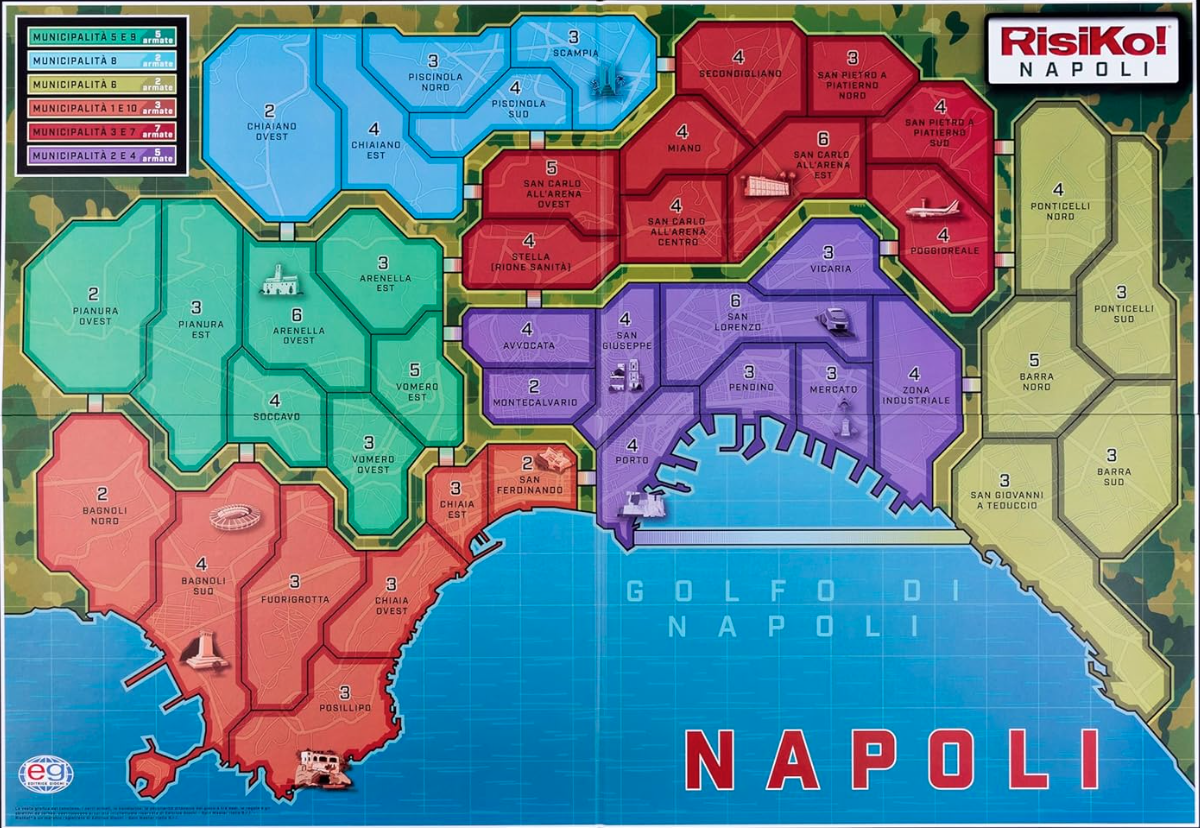 MUNICIPALITÀ 5 E 9 5 armate
MUNICIPALITÀ 8 2 armate
MUNICIPALITÀ 6 2 armate
MUNICIPALITÀ 1 E 10 3 armate
MUNICIPALITÀ 3 E 7 7 armate
MUNICIPALITÀ 2 E 4 5 armate
RisiKo!
NAPOLI
2
CHIAIANO
OVEST
4
CHIAIANO
EST
3
PISCINOLA
NORD
4
PISCINOLA
SUD
3
SCAMPIA
4
SECONDIGLIANO
3
SAN PIETRO A
PIATIERNO
NORD
4
SAN PIETRO A
PIATIERNO
SUD
4
MIANO
6
SAN CARLO
ALL'ARENA
EST
5
SAN CARLO
ALL'ARENA
OVEST
4
SAN CARLO
ALL'ARENA
CENTRO
4
STELLA
(RIONE SANITÀ)
4
POGGIOREALE
4
PONTICELLI
NORD
3
PONTICELLI
SUD
5
BARRA
NORD
3
BARRA
SUD
3
SAN GIOVANNI
A TEDUCCIO
2
PIANURA
OVEST
3
PIANURA
EST
6
ARENELLA
OVEST
3
ARENELLA
EST
4
SOCCAVO
5
VOMERO
EST
3
VOMERO
OVEST
4
AVVOCATA
2
MONTECALVARIO
4
SAN
GIUSEPPE
6
SAN
LORENZO
3
VICARIA
3
PENDINO
3
MERCATO
4
ZONA
INDUSTRIALE
4
PORTO
2
BAGNOLI
NORD
4
BAGNOLI
SUD
3
FUORIGROTTA
3
CHIAIA
OVEST
3
CHIAIA
EST
2
SAN
FERDINANDO
3
POSILLIPO
GOLFO DI
NAPOLI
NAPOLI
eg
EDITRICE GIOCHI